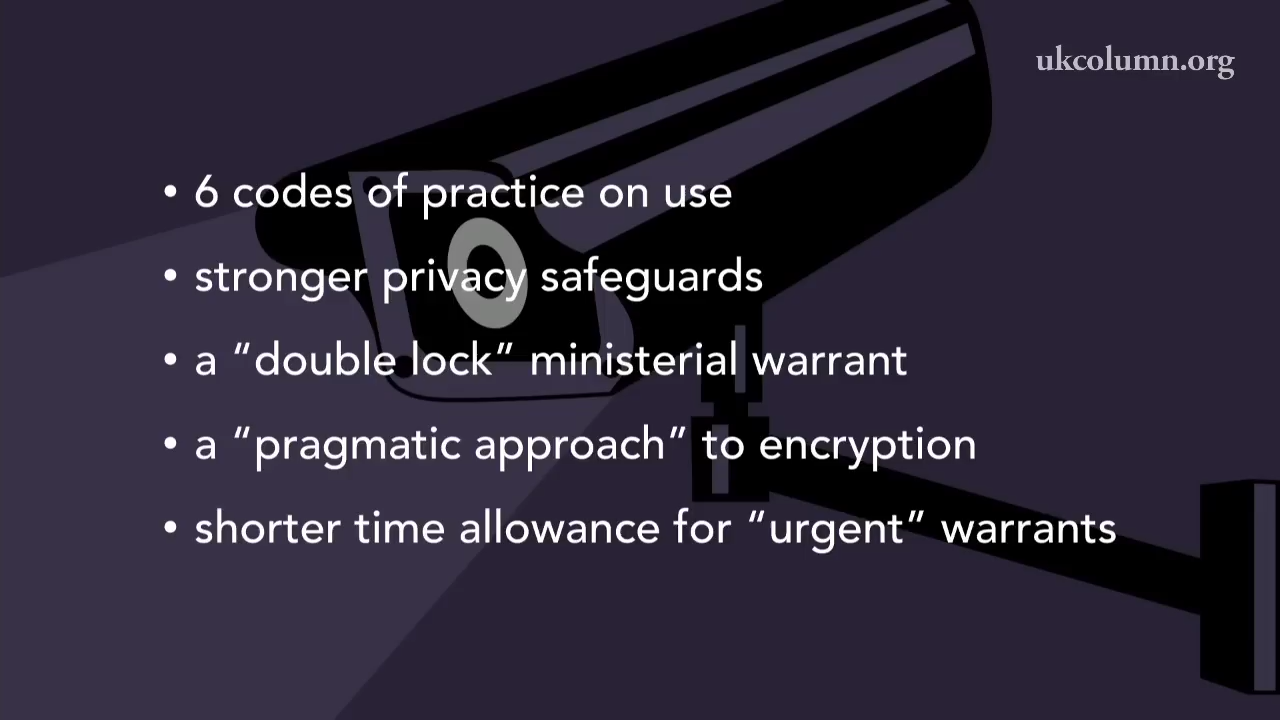 ukcolumn.org
• 6 codes of practice on use
• stronger privacy safeguards
• a “double lock” ministerial warrant
• a “pragmatic approach” to encryption
• shorter time allowance for “urgent” warrants